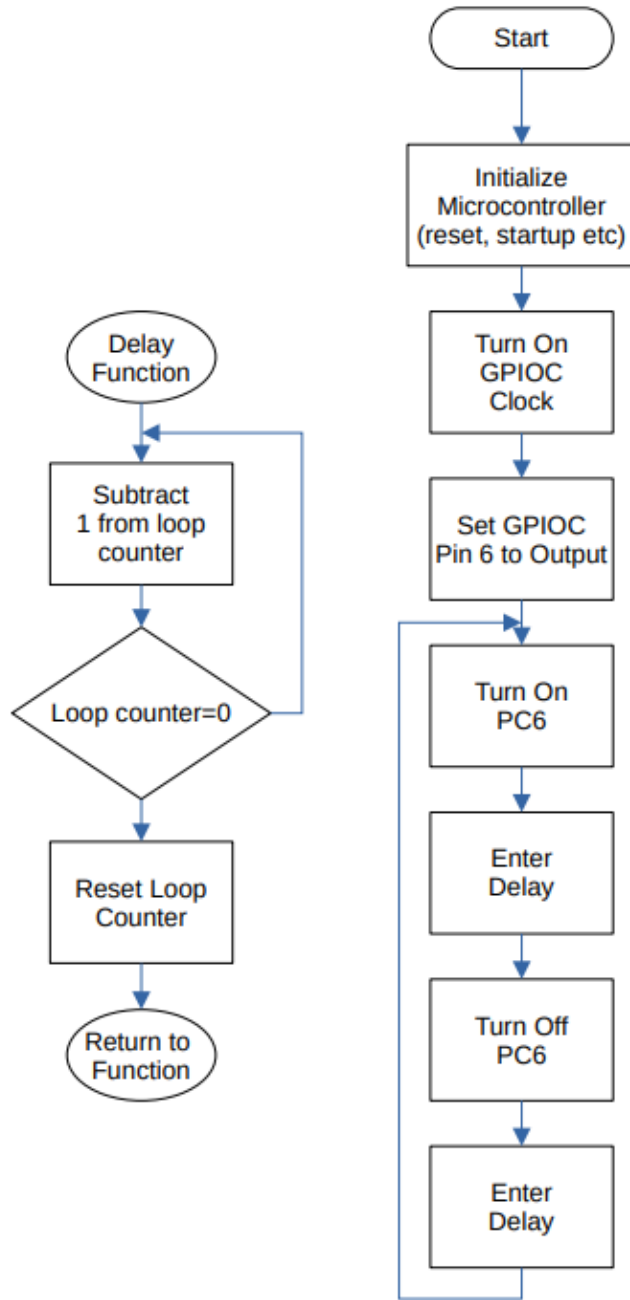 Start
Initialize
Microcontroller
(reset, startup etc)
Turn On
GPIOC
Clock
Set GPIOC
Pin 6 to Output
Turn On
PC6
Enter
Delay
Turn Off
PC6
Enter
Delay
Delay
Function
Subtract
1 from loop
counter
Loop counter=0
Reset Loop
Counter
Return to
Function